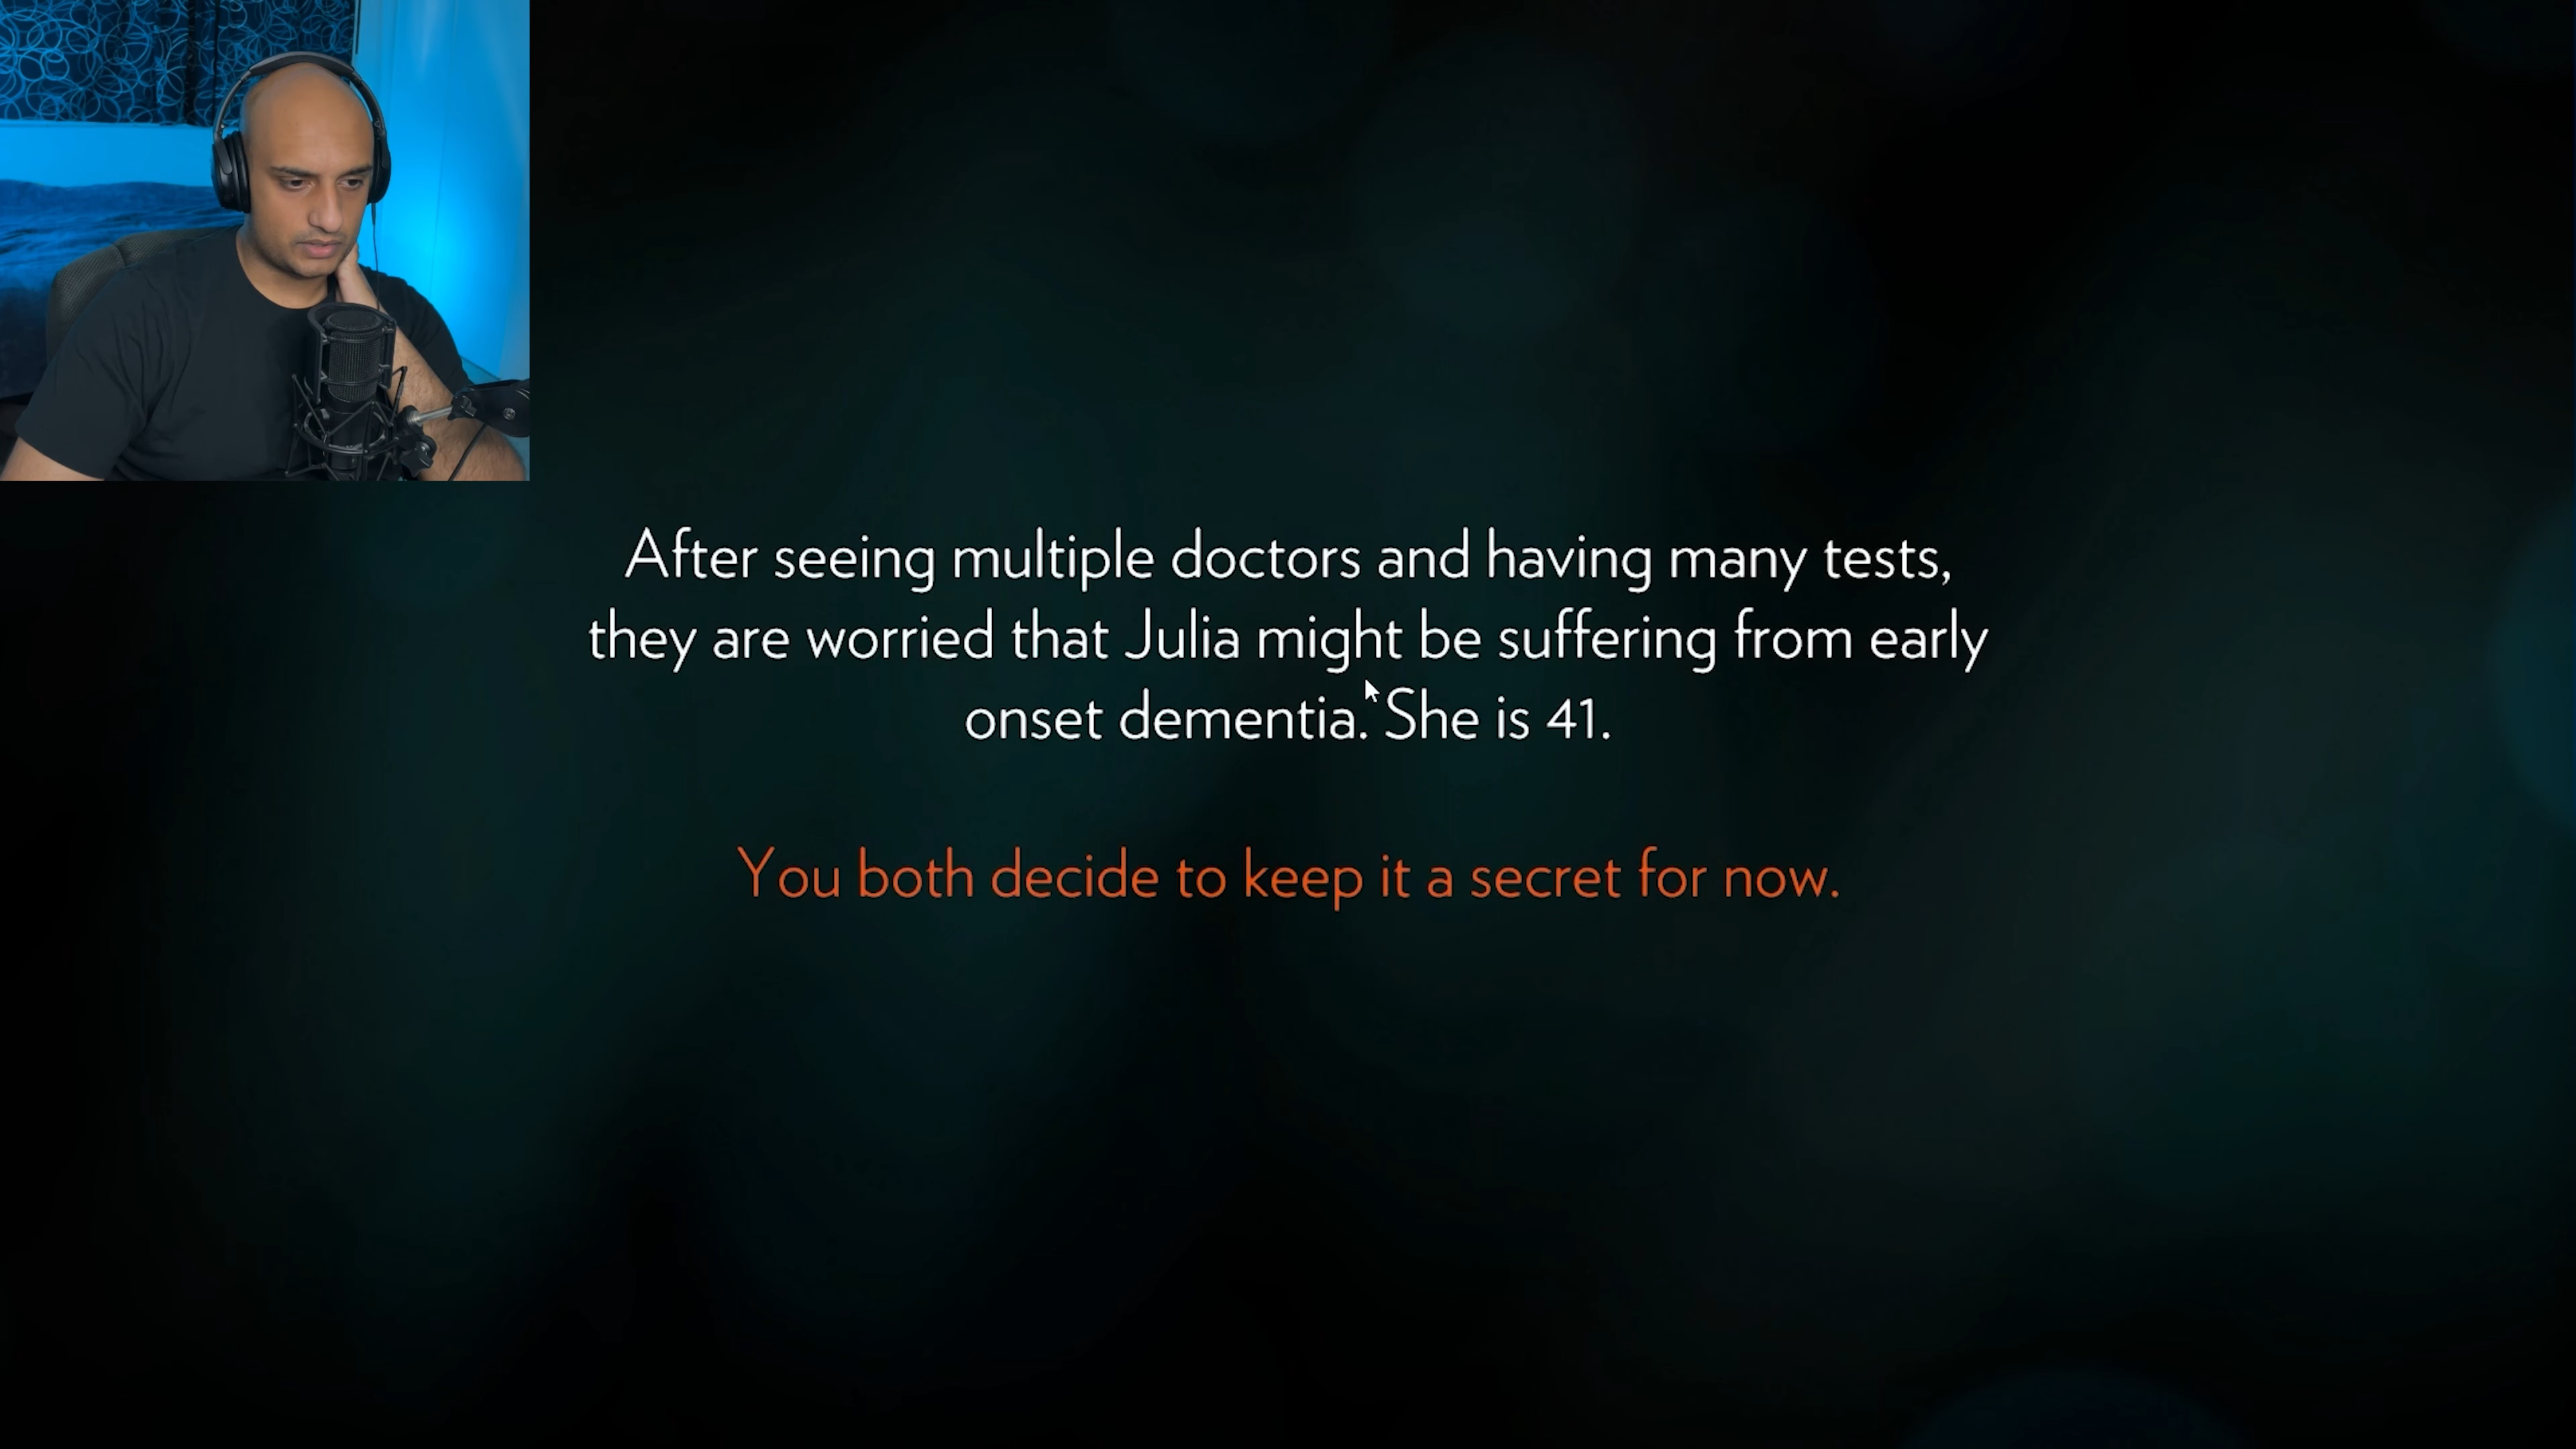 After seeing multiple doctors and having many tests,
they are worried that Julia might be suffering from early
onset dementia. She is 41.
You both decide to keep it a secret for now.